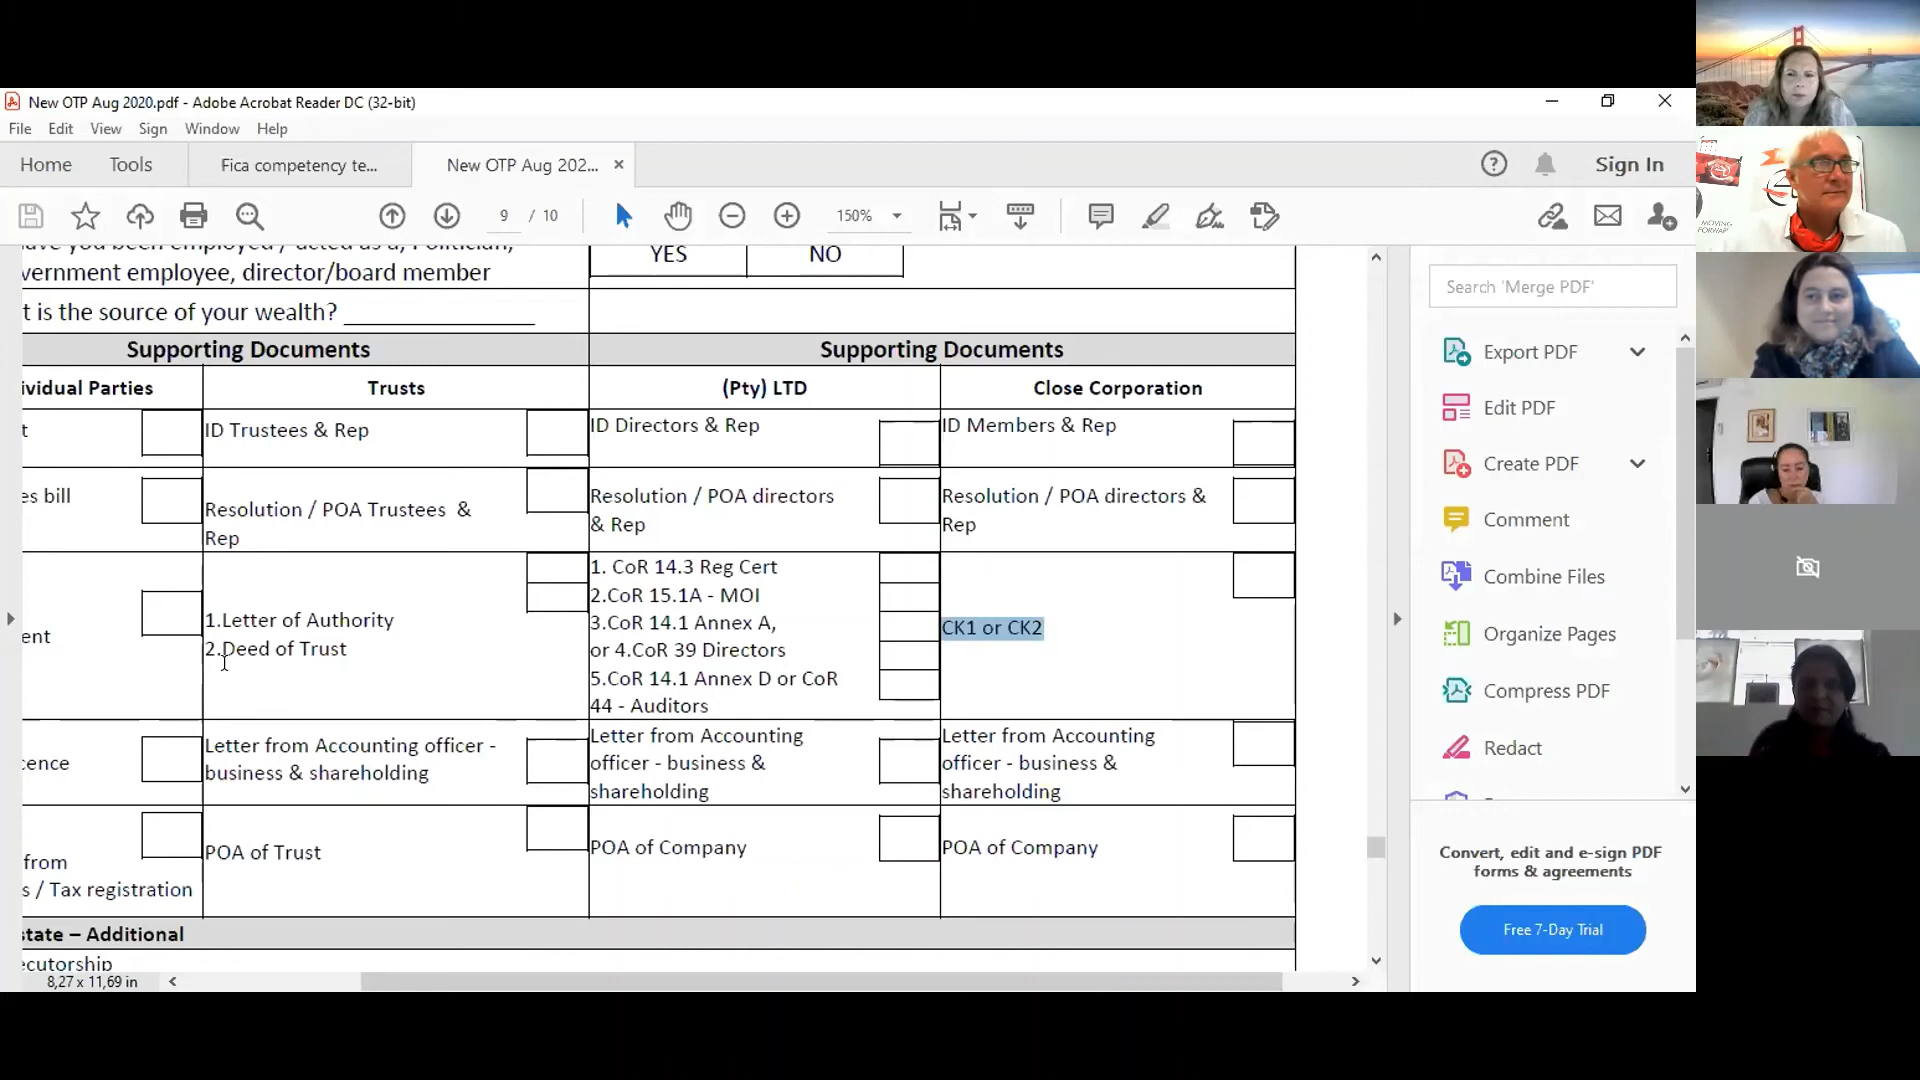 New OTP Aug 2020.pdf - Adobe Acrobat Reader DC (32-bit)
File Edit View Sign Window Help
Home Tools Fica competency te... New OTP Aug 202... × Sign In
9 / 10 150%
vernment employee, director/board member
YES NO
t is the source of your wealth? _______________
Supporting Documents Supporting Documents
ividual Parties Trusts (Pty) LTD Close Corporation
t
ID Trustees & Rep
ID Directors & Rep
ID Members & Rep
es bill
Resolution / POA Trustees &
Rep
Resolution / POA directors
& Rep
Resolution / POA directors &
Rep
ent
1.Letter of Authority
2.Deed of Trust
1. CoR 14.3 Reg Cert
2.CoR 15.1A - MOI
3.CoR 14.1 Annex A,
or 4.CoR 39 Directors
5.CoR 14.1 Annex D or CoR
44 - Auditors
CK1 or CK2
cence
Letter from Accounting officer -
business & shareholding
Letter from Accounting
officer - business &
shareholding
Letter from Accounting
officer - business &
shareholding
from
s / Tax registration
POA of Trust
POA of Company
POA of Company
state – Additional
ecutorship
8,27 x 11,69 in
Search 'Merge PDF'
Export PDF
Edit PDF
Create PDF
Comment
Combine Files
Organize Pages
Compress PDF
Redact
Convert, edit and e-sign PDF
forms & agreements
Free 7-Day Trial
MOVING
FORWARD